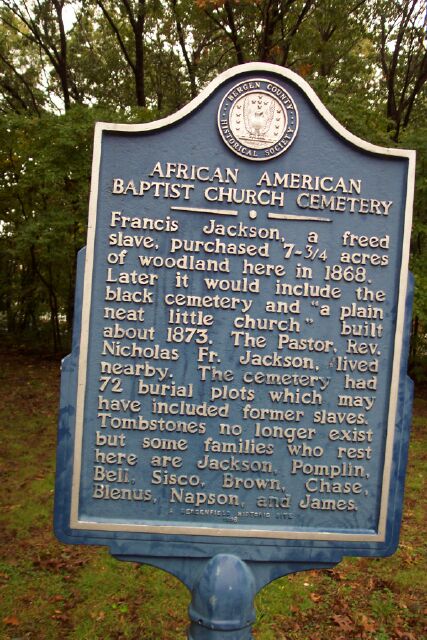 BERGEN COUNTY
HISTORICAL SOCIETY
AFRICAN AMERICAN
BAPTIST CHURCH CEMETERY
Francis Jackson, a freed
slave, purchased 7-3/4 acres
of woodland here in 1868.
Later it would include the
black cemetery and "a plain
neat little church" built
about 1873. The Pastor, Rev.
Nicholas Fr. Jackson, lived
nearby. The cemetery had
72 burial plots which may
have included former slaves.
Tombstones no longer exist
but some families who rest
here are Jackson, Pomplin,
Bell, Sisco, Brown, Chase,
Blenus, Napson, and James.
A BERGENFIELD HISTORIC SITE